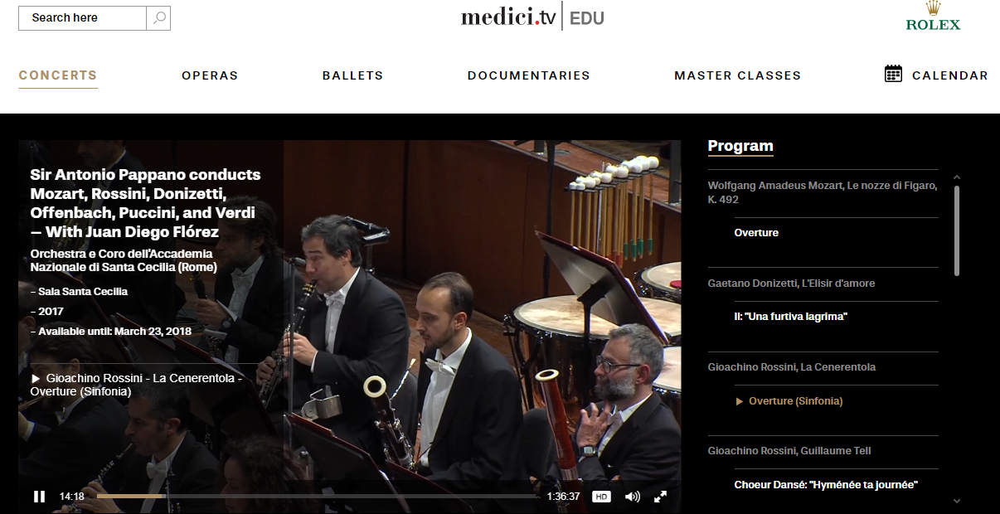 Search here
medici.tv EDU
ROLEX
CONCERTS
OPERAS
BALLETS
DOCUMENTARIES
MASTER CLASSES
CALENDAR
Sir Antonio Pappano conducts
Mozart, Rossini, Donizetti,
Offenbach, Puccini, and Verdi
– With Juan Diego Flórez
Orchestra e Coro dell'Accademia
Nazionale di Santa Cecilia (Rome)
– Sala Santa Cecilia
– 2017
– Available until: March 23, 2018
Gioachino Rossini - La Cenerentola -
Overture (Sinfonia)
14:18
1:36:37
HD
Program
Wolfgang Amadeus Mozart, Le nozze di Figaro,
K. 492
Overture
Gaetano Donizetti, L'Elisir d'amore
II: "Una furtiva lagrima"
Gioachino Rossini, La Cenerentola
Overture (Sinfonia)
Gioachino Rossini, Guillaume Tell
Choeur Dansé: "Hyménée ta journée"